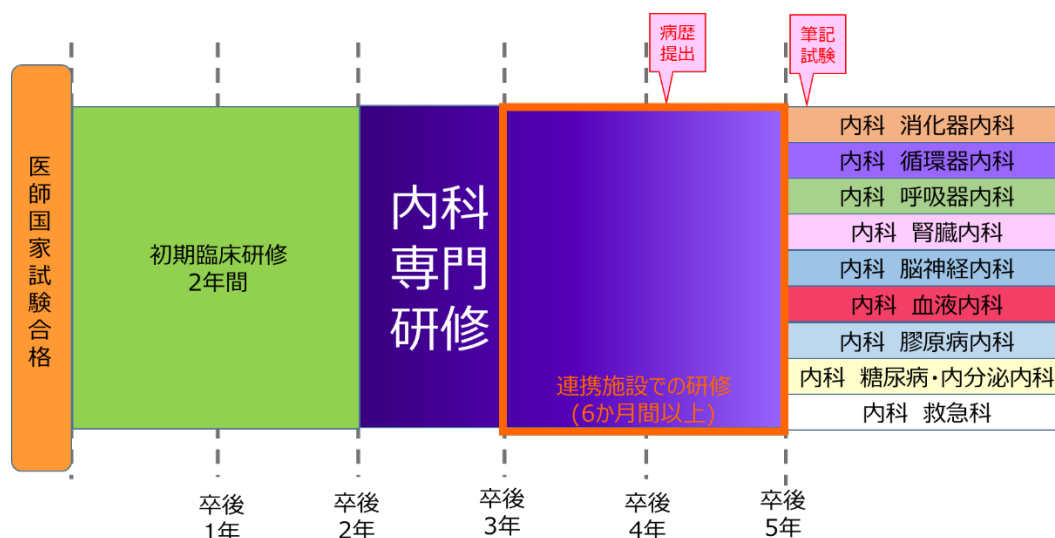 病歴
提出
筆記
試験
医師国家試験合格
初期臨床研修
2年間
内科
専門
研修
連携施設での研修
(6か月間以上)
内科 消化器内科
内科 循環器内科
内科 呼吸器内科
内科 腎臓内科
内科 脳神経内科
内科 血液内科
内科 膠原病内科
内科 糖尿病・内分泌内科
内科 救急科
卒後
1年
卒後
2年
卒後
3年
卒後
4年
卒後
5年